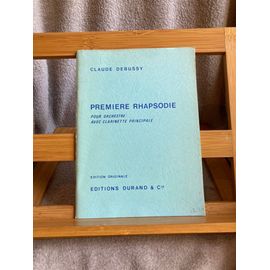 CLAUDE DEBUSSY
PREMIERE RHAPSODIE
POUR ORCHESTRE
AVEC CLARINETTE PRINCIPALE
EDITION ORIGINALE
EDITIONS DURAND & Cie